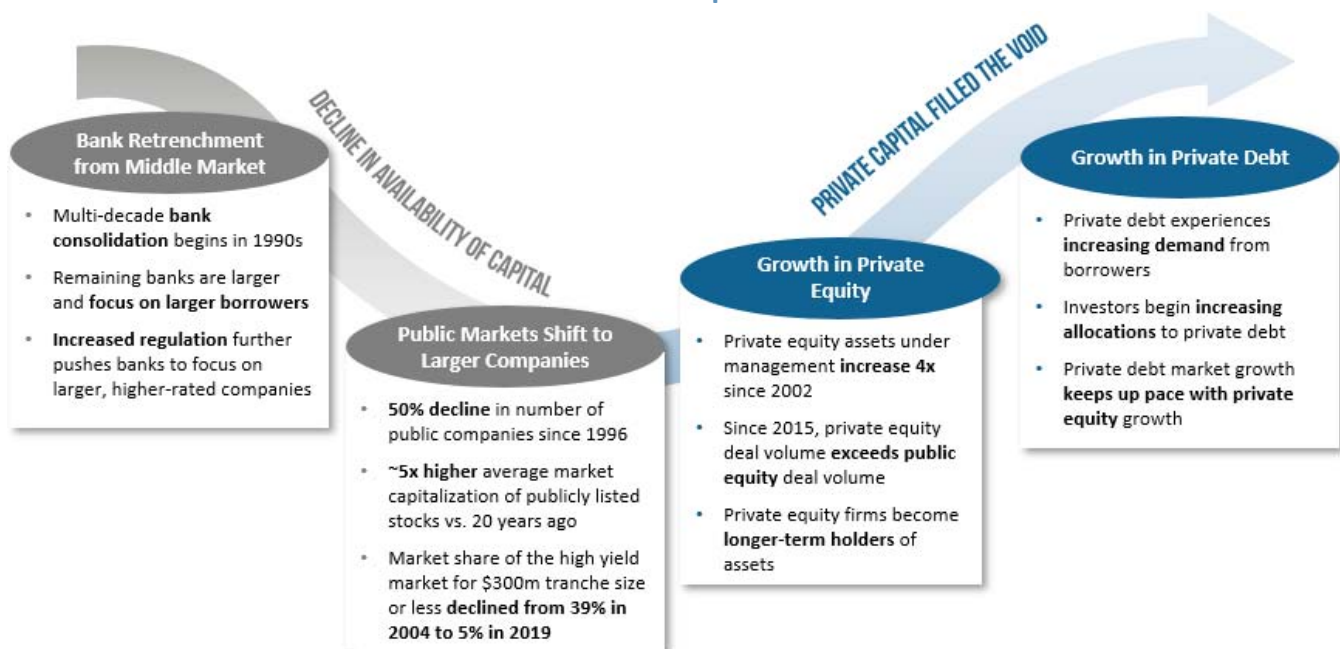 Bank Retrenchment
from Middle Market
• Multi-decade bank
consolidation begins in 1990s
• Remaining banks are larger
and focus on larger borrowers
• Increased regulation further
pushes banks to focus on
larger, higher-rated companies
DECLINE IN AVAILABILITY OF CAPITAL
Public Markets Shift to
Larger Companies
• 50% decline in number of
public companies since 1996
• ~5x higher average market
capitalization of publicly listed
stocks vs. 20 years ago
• Market share of the high yield
market for $300m tranche size
or less declined from 39% in
2004 to 5% in 2019
PRIVATE CAPITAL FILLED THE VOID
Growth in Private
Equity
• Private equity assets under
management increase 4x
since 2002
• Since 2015, private equity
deal volume exceeds public
equity deal volume
• Private equity firms become
longer-term holders of
assets
Growth in Private Debt
• Private debt experiences
increasing demand from
borrowers
• Investors begin increasing
allocations to private debt
• Private debt market growth
keeps up pace with private
equity growth